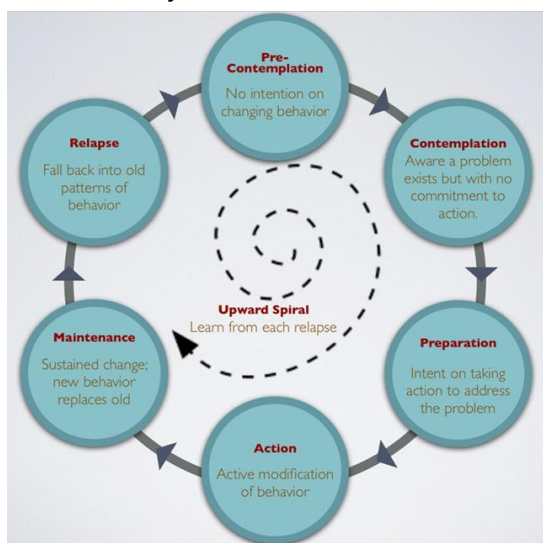 Pre-
Contemplation
No intention on
changing behavior
Contemplation
Aware a problem
exists but with no
commitment to
action.
Preparation
Intent on taking
action to address
the problem
Action
Active modification
of behavior
Maintenance
Sustained change;
new behavior
replaces old
Relapse
Fall back into old
patterns of
behavior
Upward Spiral
Learn from each relapse